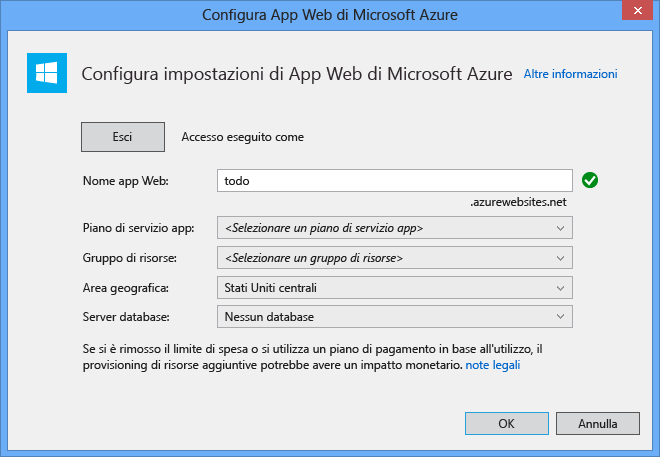 Configura App Web di Microsoft Azure
Configura impostazioni di App Web di Microsoft Azure Altre informazioni
Esci Accesso eseguito come
Nome app Web: todo
.azurewebsites.net
Piano di servizio app: <Selezionare un piano di servizio app>
Gruppo di risorse: <Selezionare un gruppo di risorse>
Area geografica: Stati Uniti centrali
Server database: Nessun database
Se si è rimosso il limite di spesa o si utilizza un piano di pagamento in base all'utilizzo, il
provisioning di risorse aggiuntive potrebbe avere un impatto monetario. note legali
OK Annulla